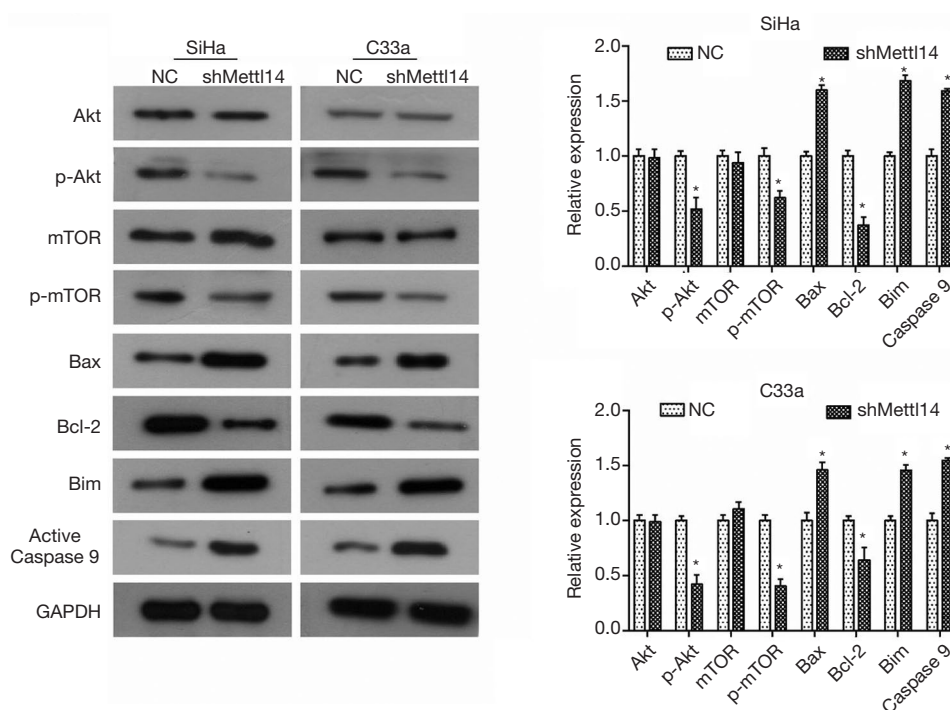 SiHa C33a
NC shMettl14 NC shMettl14
Akt
p-Akt
mTOR
p-mTOR
Bax
Bcl-2
Bim
Active
Caspase 9
GAPDH
SiHa
NC shMettl14
Relative expression
2.0
1.5
1.0
0.5
0.0
* * * * * *
Akt p-Akt mTOR p-mTOR Bax Bcl-2 Bim Caspase 9
C33a
NC shMettl14
Relative expression
2.0
1.5
1.0
0.5
0.0
* * * * * *
Akt p-Akt mTOR p-mTOR Bax Bcl-2 Bim Caspase 9